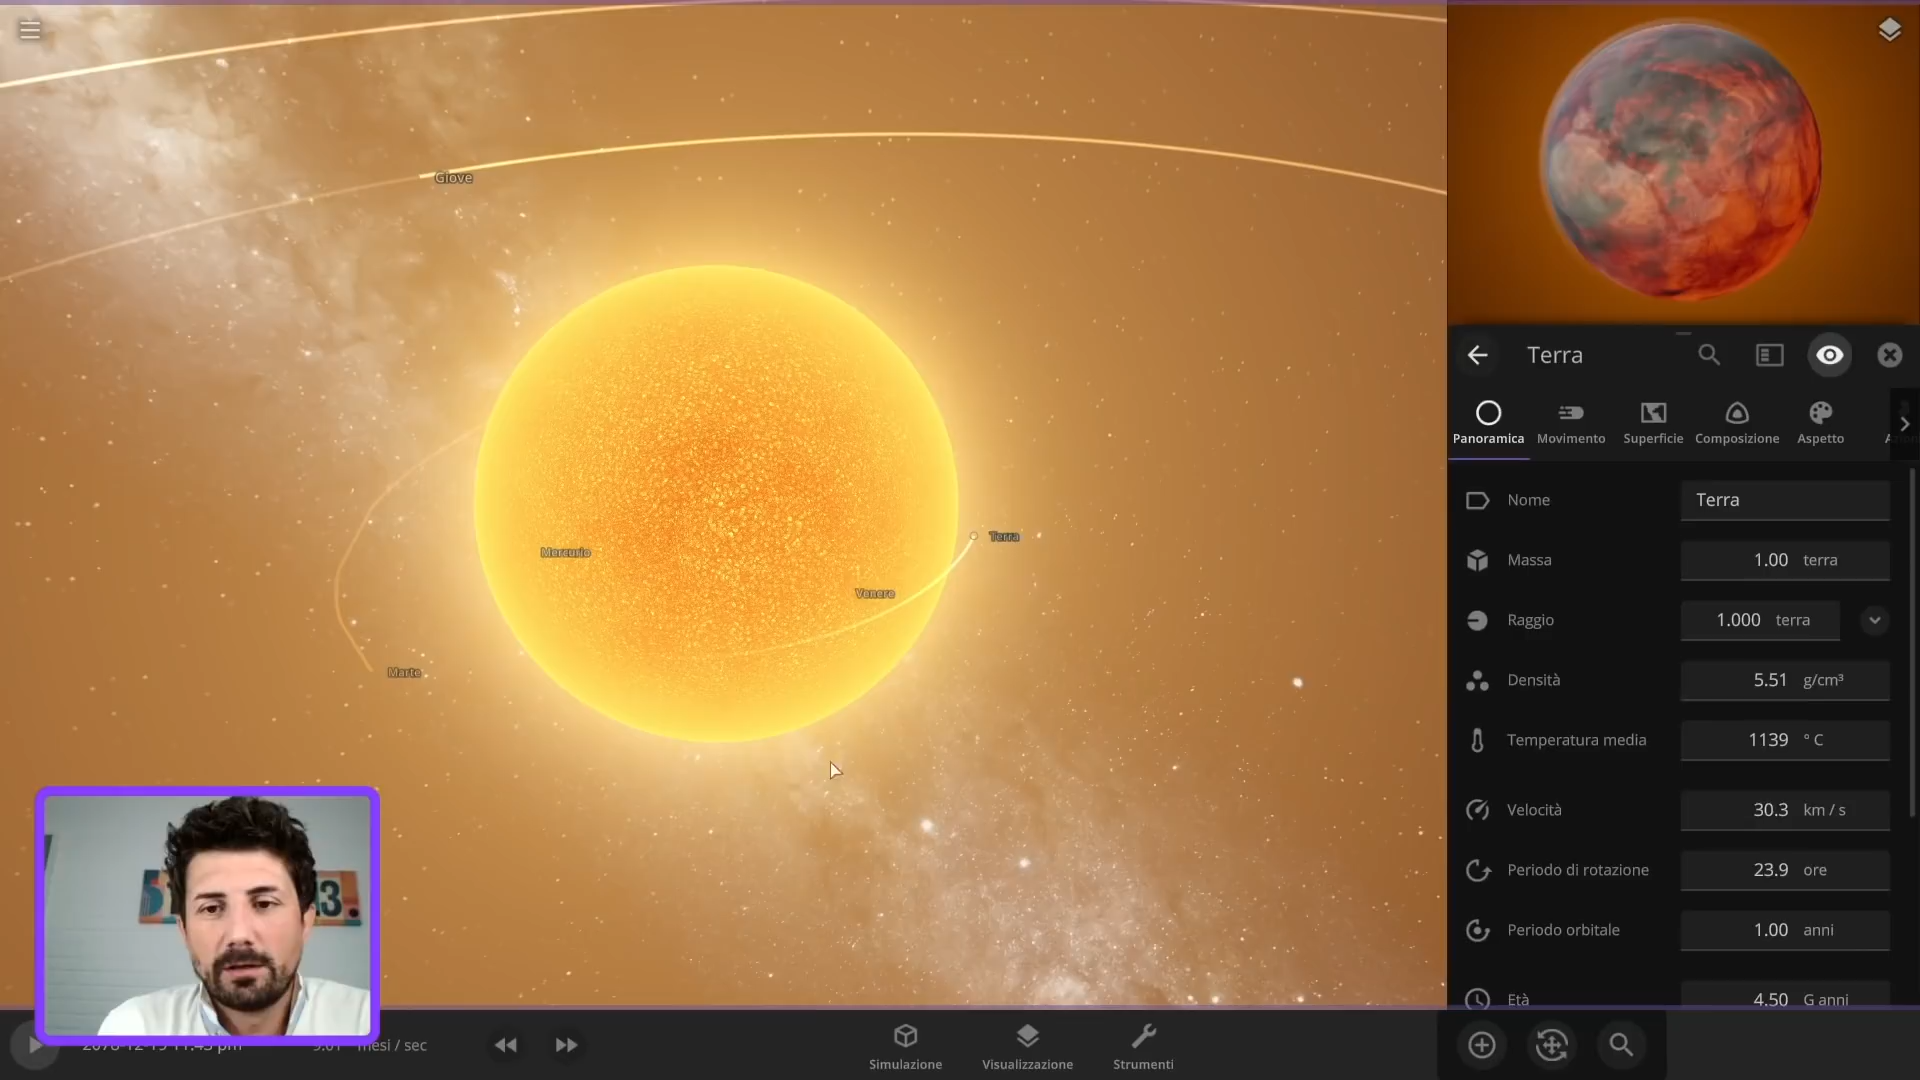 Giove
Mercurio
Terra
Venere
Marte
Terra
Panoramica
Movimento
Superficie
Composizione
Aspetto
Nome
Terra
Massa
1.00 terra
Raggio
1.000 terra
Densità
5.51 g/cm³
Temperatura media
1139 ° C
Velocità
30.3 km / s
Periodo di rotazione
23.9 ore
Periodo orbitale
1.00 anni
Età
4.50 G anni
mesi / sec
Simulazione
Visualizzazione
Strumenti